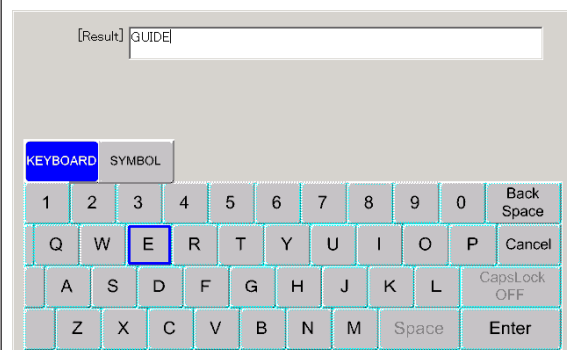 [Result] GUIDE
KEYBOARD SYMBOL
1 2 3 4 5 6 7 8 9 0 Back Space
Q W E R T Y U I O P Cancel
A S D F G H J K L CapsLock OFF
Z X C V B N M Space Enter